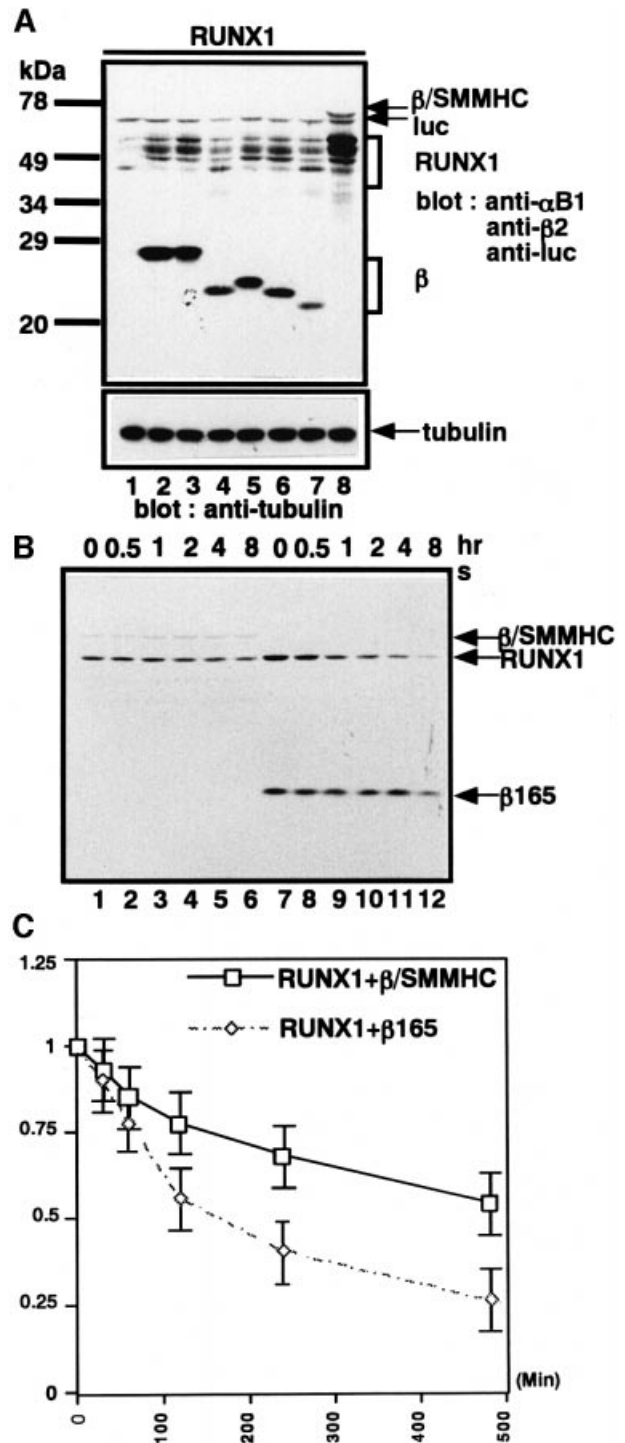 A
RUNX1
kDa
78
49
34
29
20
β/SMMHC
luc
RUNX1
blot : anti-αB1
anti-β2
anti-luc
β
tubulin
1 2 3 4 5 6 7 8
blot : anti-tubulin
B
0 0.5 1 2 4 8 0 0.5 1 2 4 8 hr
s
β/SMMHC
RUNX1
β165
1 2 3 4 5 6 7 8 9 10 11 12
C
1.25
1
0.75
0.5
0.25
0
RUNX1+β/SMMHC
RUNX1+β165
(Min)
0 100 200 300 400 500